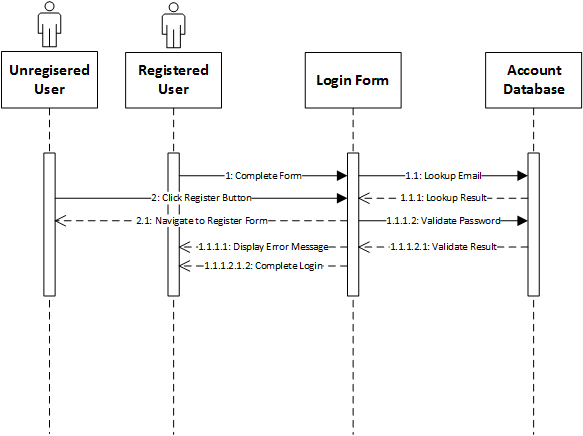 Unregisered
User
Registered
User
Login Form
Account
Database
1: Complete Form
1.1: Lookup Email
2: Click Register Button
1.1.1: Lookup Result
2.1: Navigate to Register Form
1.1.1.2: Validate Password
1.1.1.1: Display Error Message
1.1.1.2.1: Validate Result
1.1.1.2.1.2: Complete Login